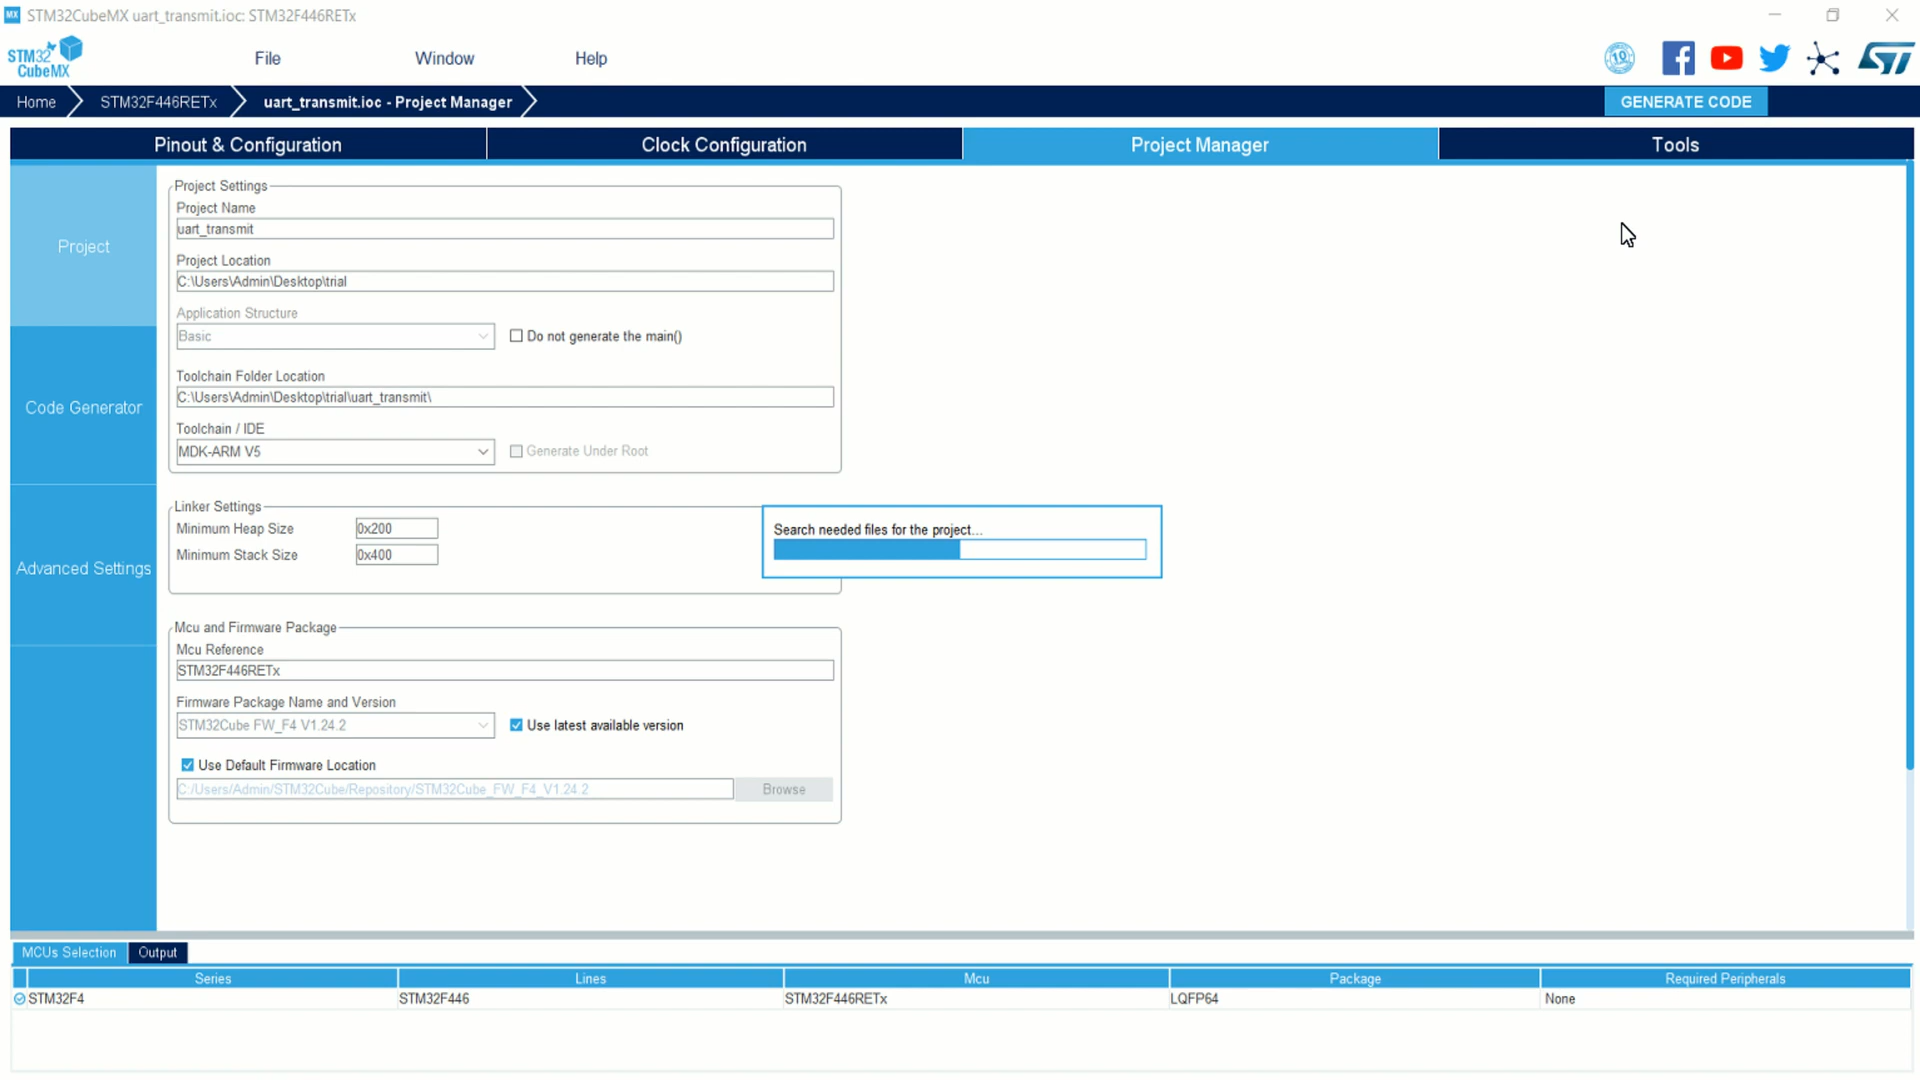 MX STM32CubeMX uart_transmit.ioc: STM32F446RETx
STM32
CubeMX
File Window Help
10
Home STM32F446RETx uart_transmit.ioc - Project Manager GENERATE CODE
Pinout & Configuration Clock Configuration Project Manager Tools
Project
Code Generator
Advanced Settings
Project Settings
Project Name
uart_transmit
Project Location
C:\Users\Admin\Desktop\trial
Application Structure
Basic Do not generate the main()
Toolchain Folder Location
C:\Users\Admin\Desktop\trial\uart_transmit\
Toolchain / IDE
MDK-ARM V5 Generate Under Root
Linker Settings
Minimum Heap Size 0x200
Minimum Stack Size 0x400
Search needed files for the project...
Mcu and Firmware Package
Mcu Reference
STM32F446RETx
Firmware Package Name and Version
STM32Cube FW_F4 V1.24.2 Use latest available version
Use Default Firmware Location
C:/Users/Admin/STM32Cube/Repository/STM32Cube_FW_F4_V1.24.2 Browse
MCUs Selection Output
Series Lines Mcu Package Required Peripherals
STM32F4 STM32F446 STM32F446RETx LQFP64 None